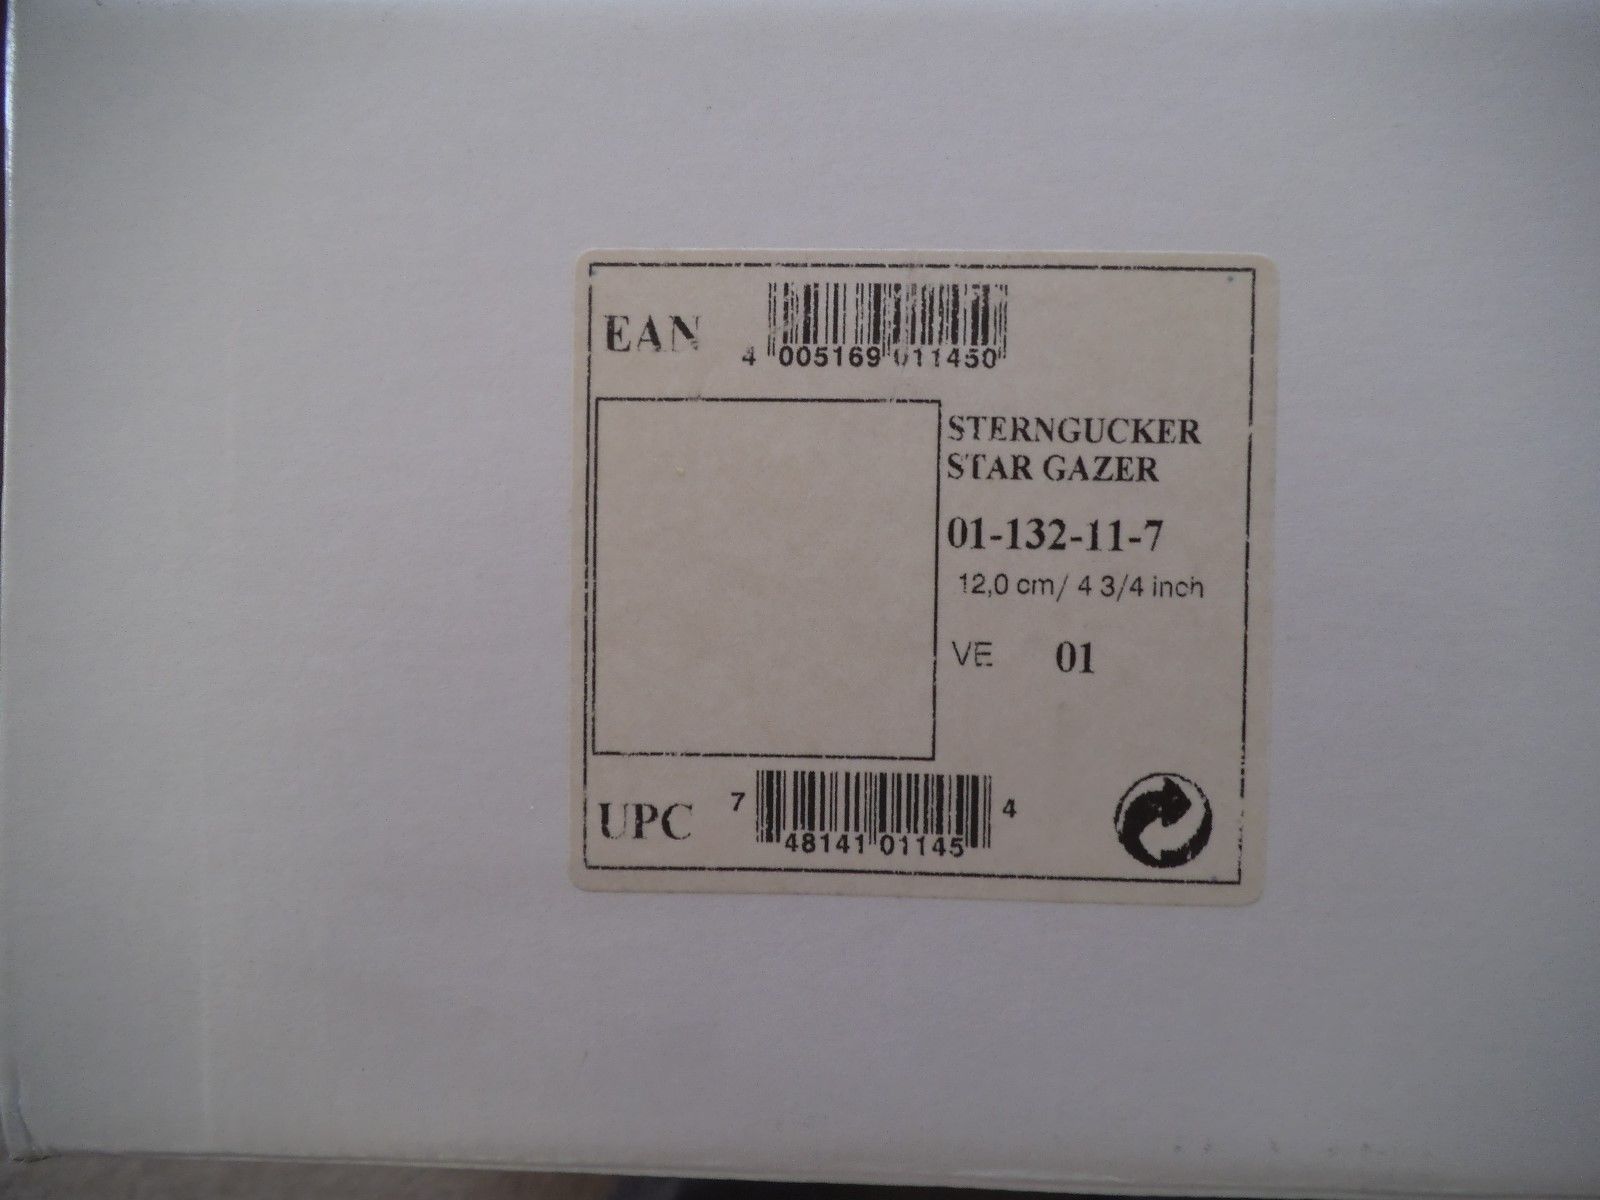 EAN
4 005169 011450
STERNGUCKER
STAR GAZER
01-132-11-7
12,0 cm/ 4 3/4 inch
VE 01
UPC
7 48141 01145 4